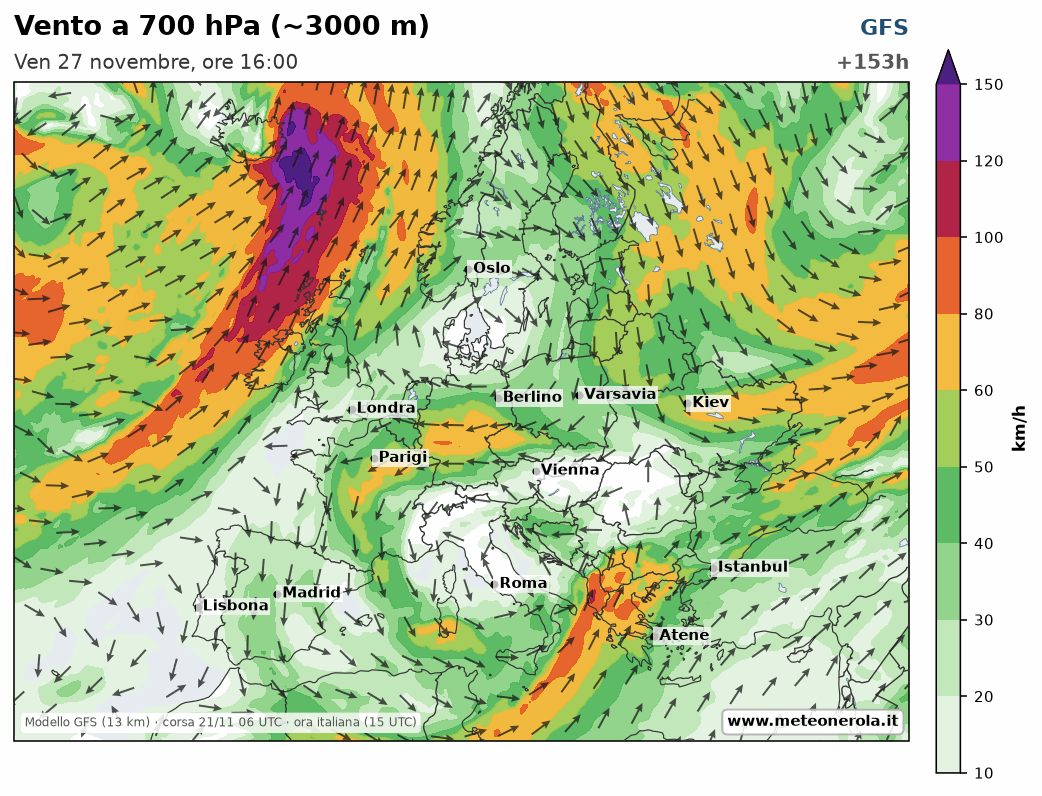 Vento a 700 hPa (~3000 m)
GFS
Ven 27 novembre, ore 16:00
+153h
150
120
100
80
60
50
40
30
20
10
km/h
Oslo
Londra
Berlino
Varsavia
Kiev
Parigi
Vienna
Istanbul
Roma
Madrid
Lisbona
Atene
Modello GFS (13 km) · corsa 21/11 06 UTC · ora italiana (15 UTC)
www.meteonerola.it